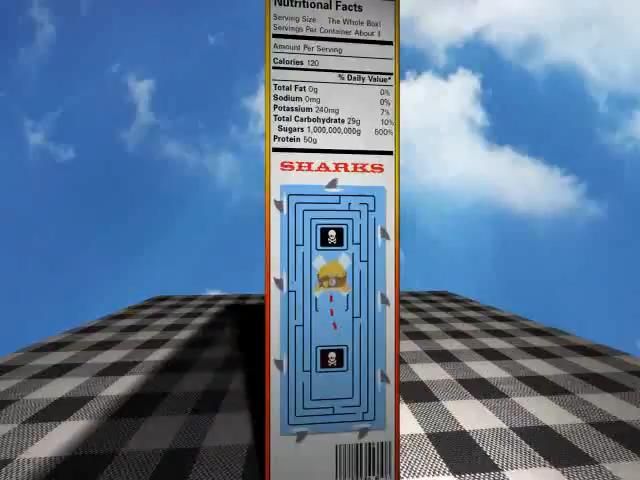 Nutritional Facts
Serving Size The Whole Box!
Servings Per Container About 1
Amount Per Serving
Calories 120
% Daily Value*
Total Fat 0g 0%
Sodium 0mg 0%
Potassium 240mg 7%
Total Carbohydrate 29g 10%
Sugars 1,000,000,000g 500%
Protein 50g
SHARKS